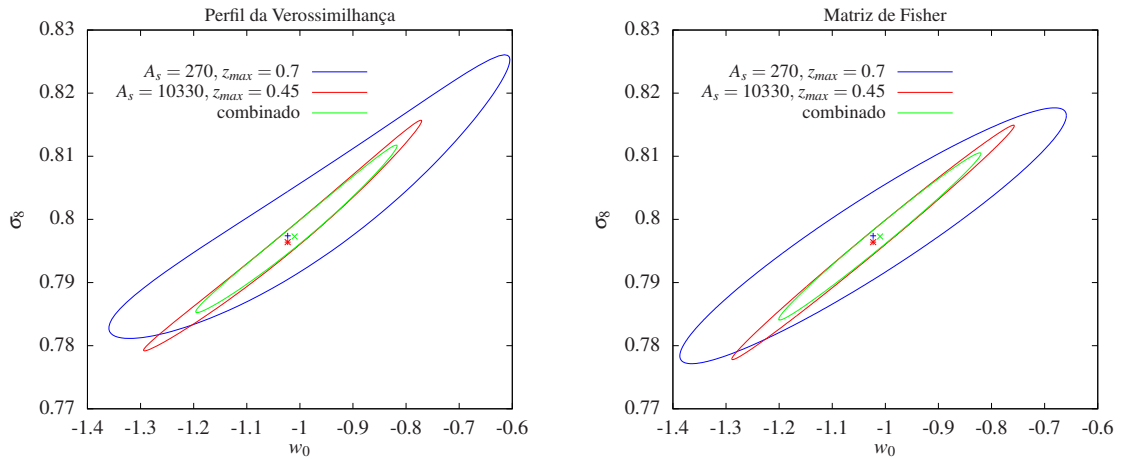 Perfil da Verossimilhança
0.83
0.82
0.81
0.8
0.79
0.78
0.77
σ8
A_s = 270, z_max = 0.7
A_s = 10330, z_max = 0.45
combinado
-1.4 -1.3 -1.2 -1.1 -1 -0.9 -0.8 -0.7 -0.6
w0
Matriz de Fisher
0.83
0.82
0.81
0.8
0.79
0.78
0.77
σ8
A_s = 270, z_max = 0.7
A_s = 10330, z_max = 0.45
combinado
-1.4 -1.3 -1.2 -1.1 -1 -0.9 -0.8 -0.7 -0.6
w0